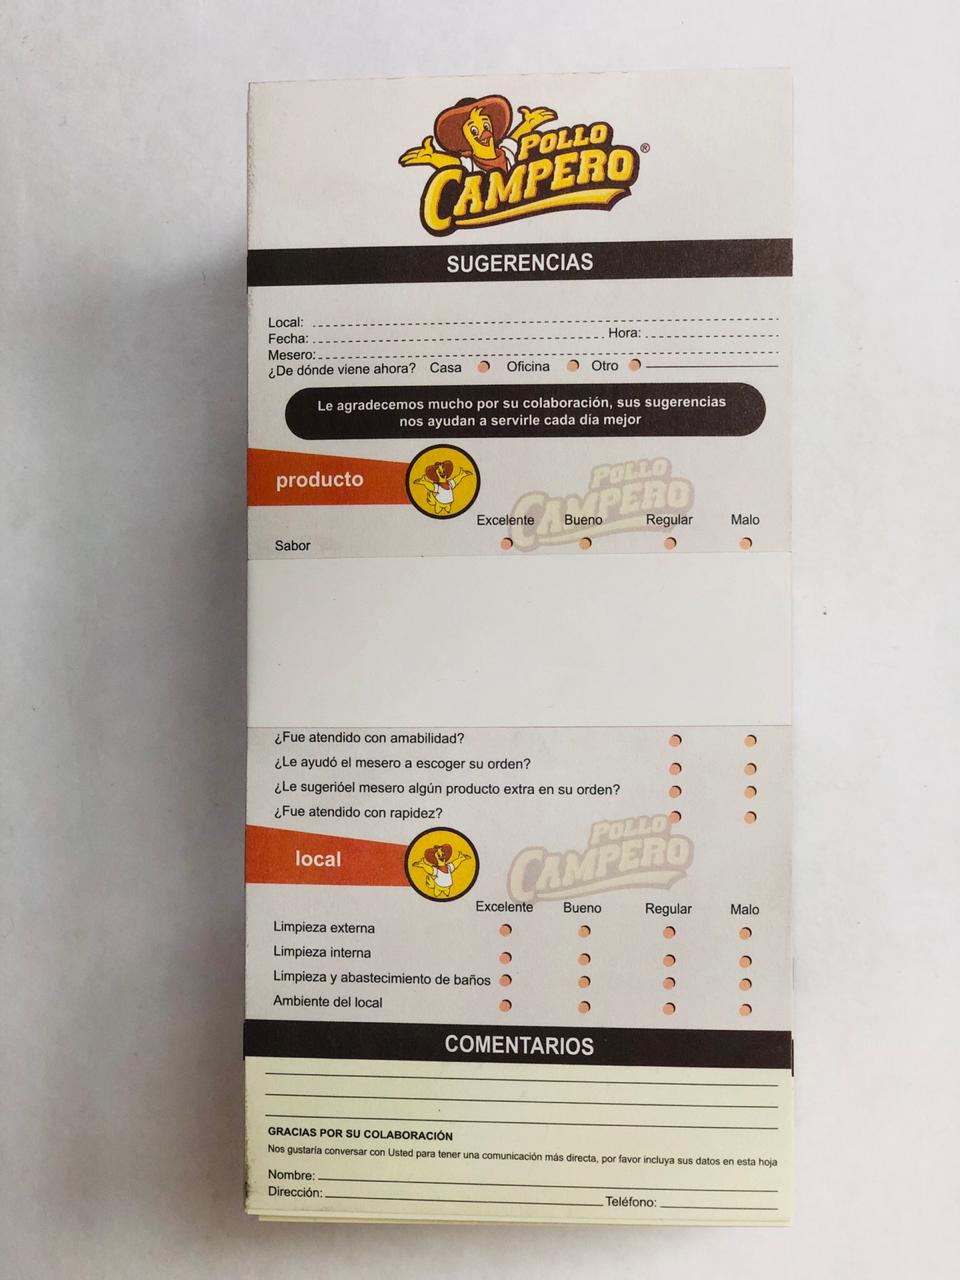 POLLO
CAMPERO®
SUGERENCIAS
Local:
Fecha: Hora:
Mesero:
¿De dónde viene ahora? Casa Oficina Otro
Le agradecemos mucho por su colaboración, sus sugerencias
nos ayudan a servirle cada día mejor
producto
POLLO
CAMPERO
Excelente Bueno Regular Malo
Sabor
¿Fue atendido con amabilidad?
¿Le ayudó el mesero a escoger su orden?
¿Le sugirióel mesero algún producto extra en su orden?
¿Fue atendido con rapidez?
local
POLLO
CAMPERO
Excelente Bueno Regular Malo
Limpieza externa
Limpieza interna
Limpieza y abastecimiento de baños
Ambiente del local
COMENTARIOS
GRACIAS POR SU COLABORACIÓN
Nos gustaría conversar con Usted para tener una comunicación más directa, por favor incluya sus datos en esta hoja
Nombre:
Dirección: Teléfono: